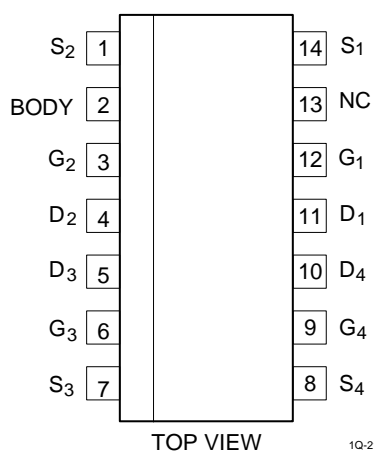 S2 1 14 S1
BODY 2 13 NC
G2 3 12 G1
D2 4 11 D1
D3 5 10 D4
G3 6 9 G4
S3 7 8 S4
TOP VIEW
1Q-2